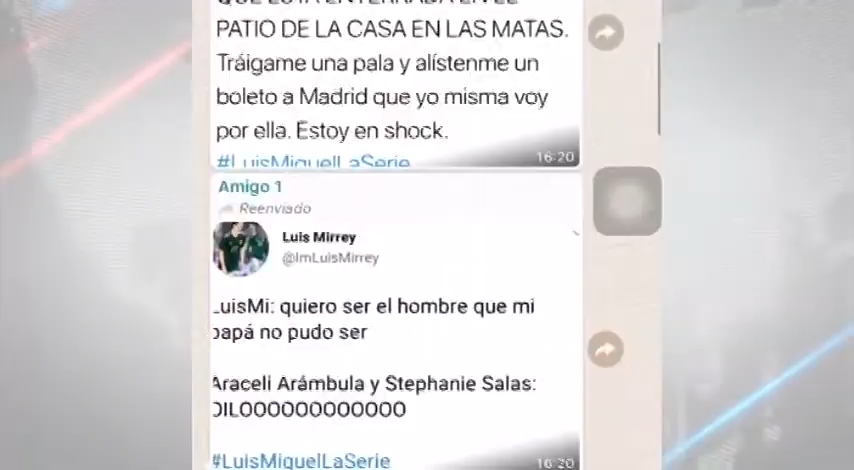 QUE ESTÁ ENTERRADA EN EL
PATIO DE LA CASA EN LAS MATAS.
Tráigame una pala y alístenme un
boleto a Madrid que yo misma voy
por ella. Estoy en shock.
#LuisMiguelLaSerie
16:20
Amigo 1
Reenviado
Luis Mirrey
@ImLuisMirrey
LuisMi: quiero ser el hombre que mi
papá no pudo ser
Araceli Arámbula y Stephanie Salas:
DILOOOOOOOOOOOO
#LuisMiguelLaSerie
16:20